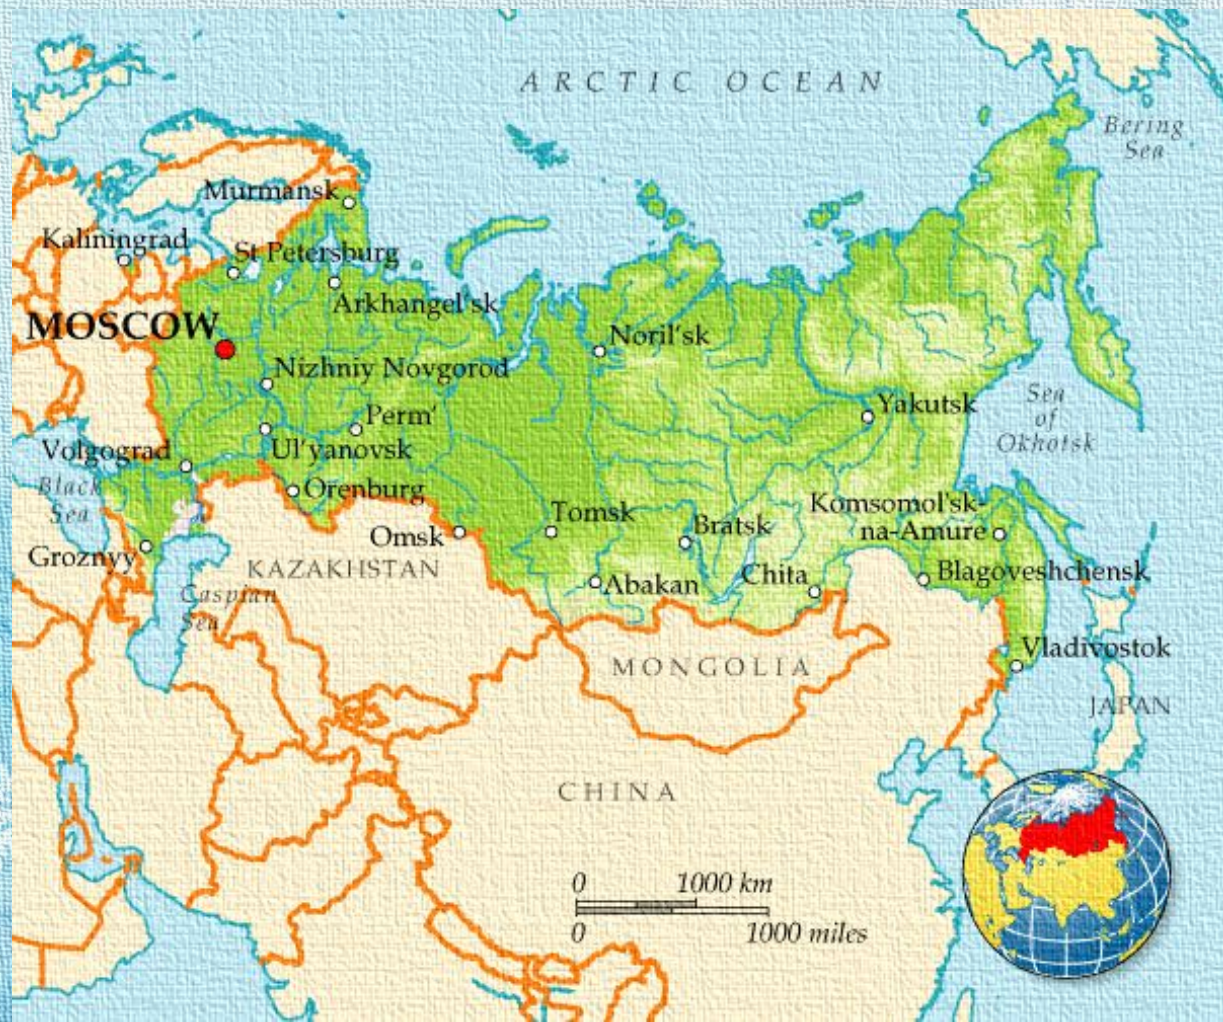 ARCTIC OCEAN
Bering
Sea
Murmansk
Kaliningrad
St Petersburg
Arkhangel'sk
MOSCOW
Noril'sk
Nizhniy Novgorod
Sea
of
Okhotsk
Yakutsk
Perm'
Volgograd
Ul'yanovsk
Black
Sea
Orenburg
Omsk
Tomsk
Bratsk
Komsomol'sk-
na-Amure
Groznyy
KAZAKHSTAN
Caspian
Sea
Abakan
Chita
Blagoveshchensk
Vladivostok
MONGOLIA
JAPAN
CHINA
0 1000 km
0 1000 miles